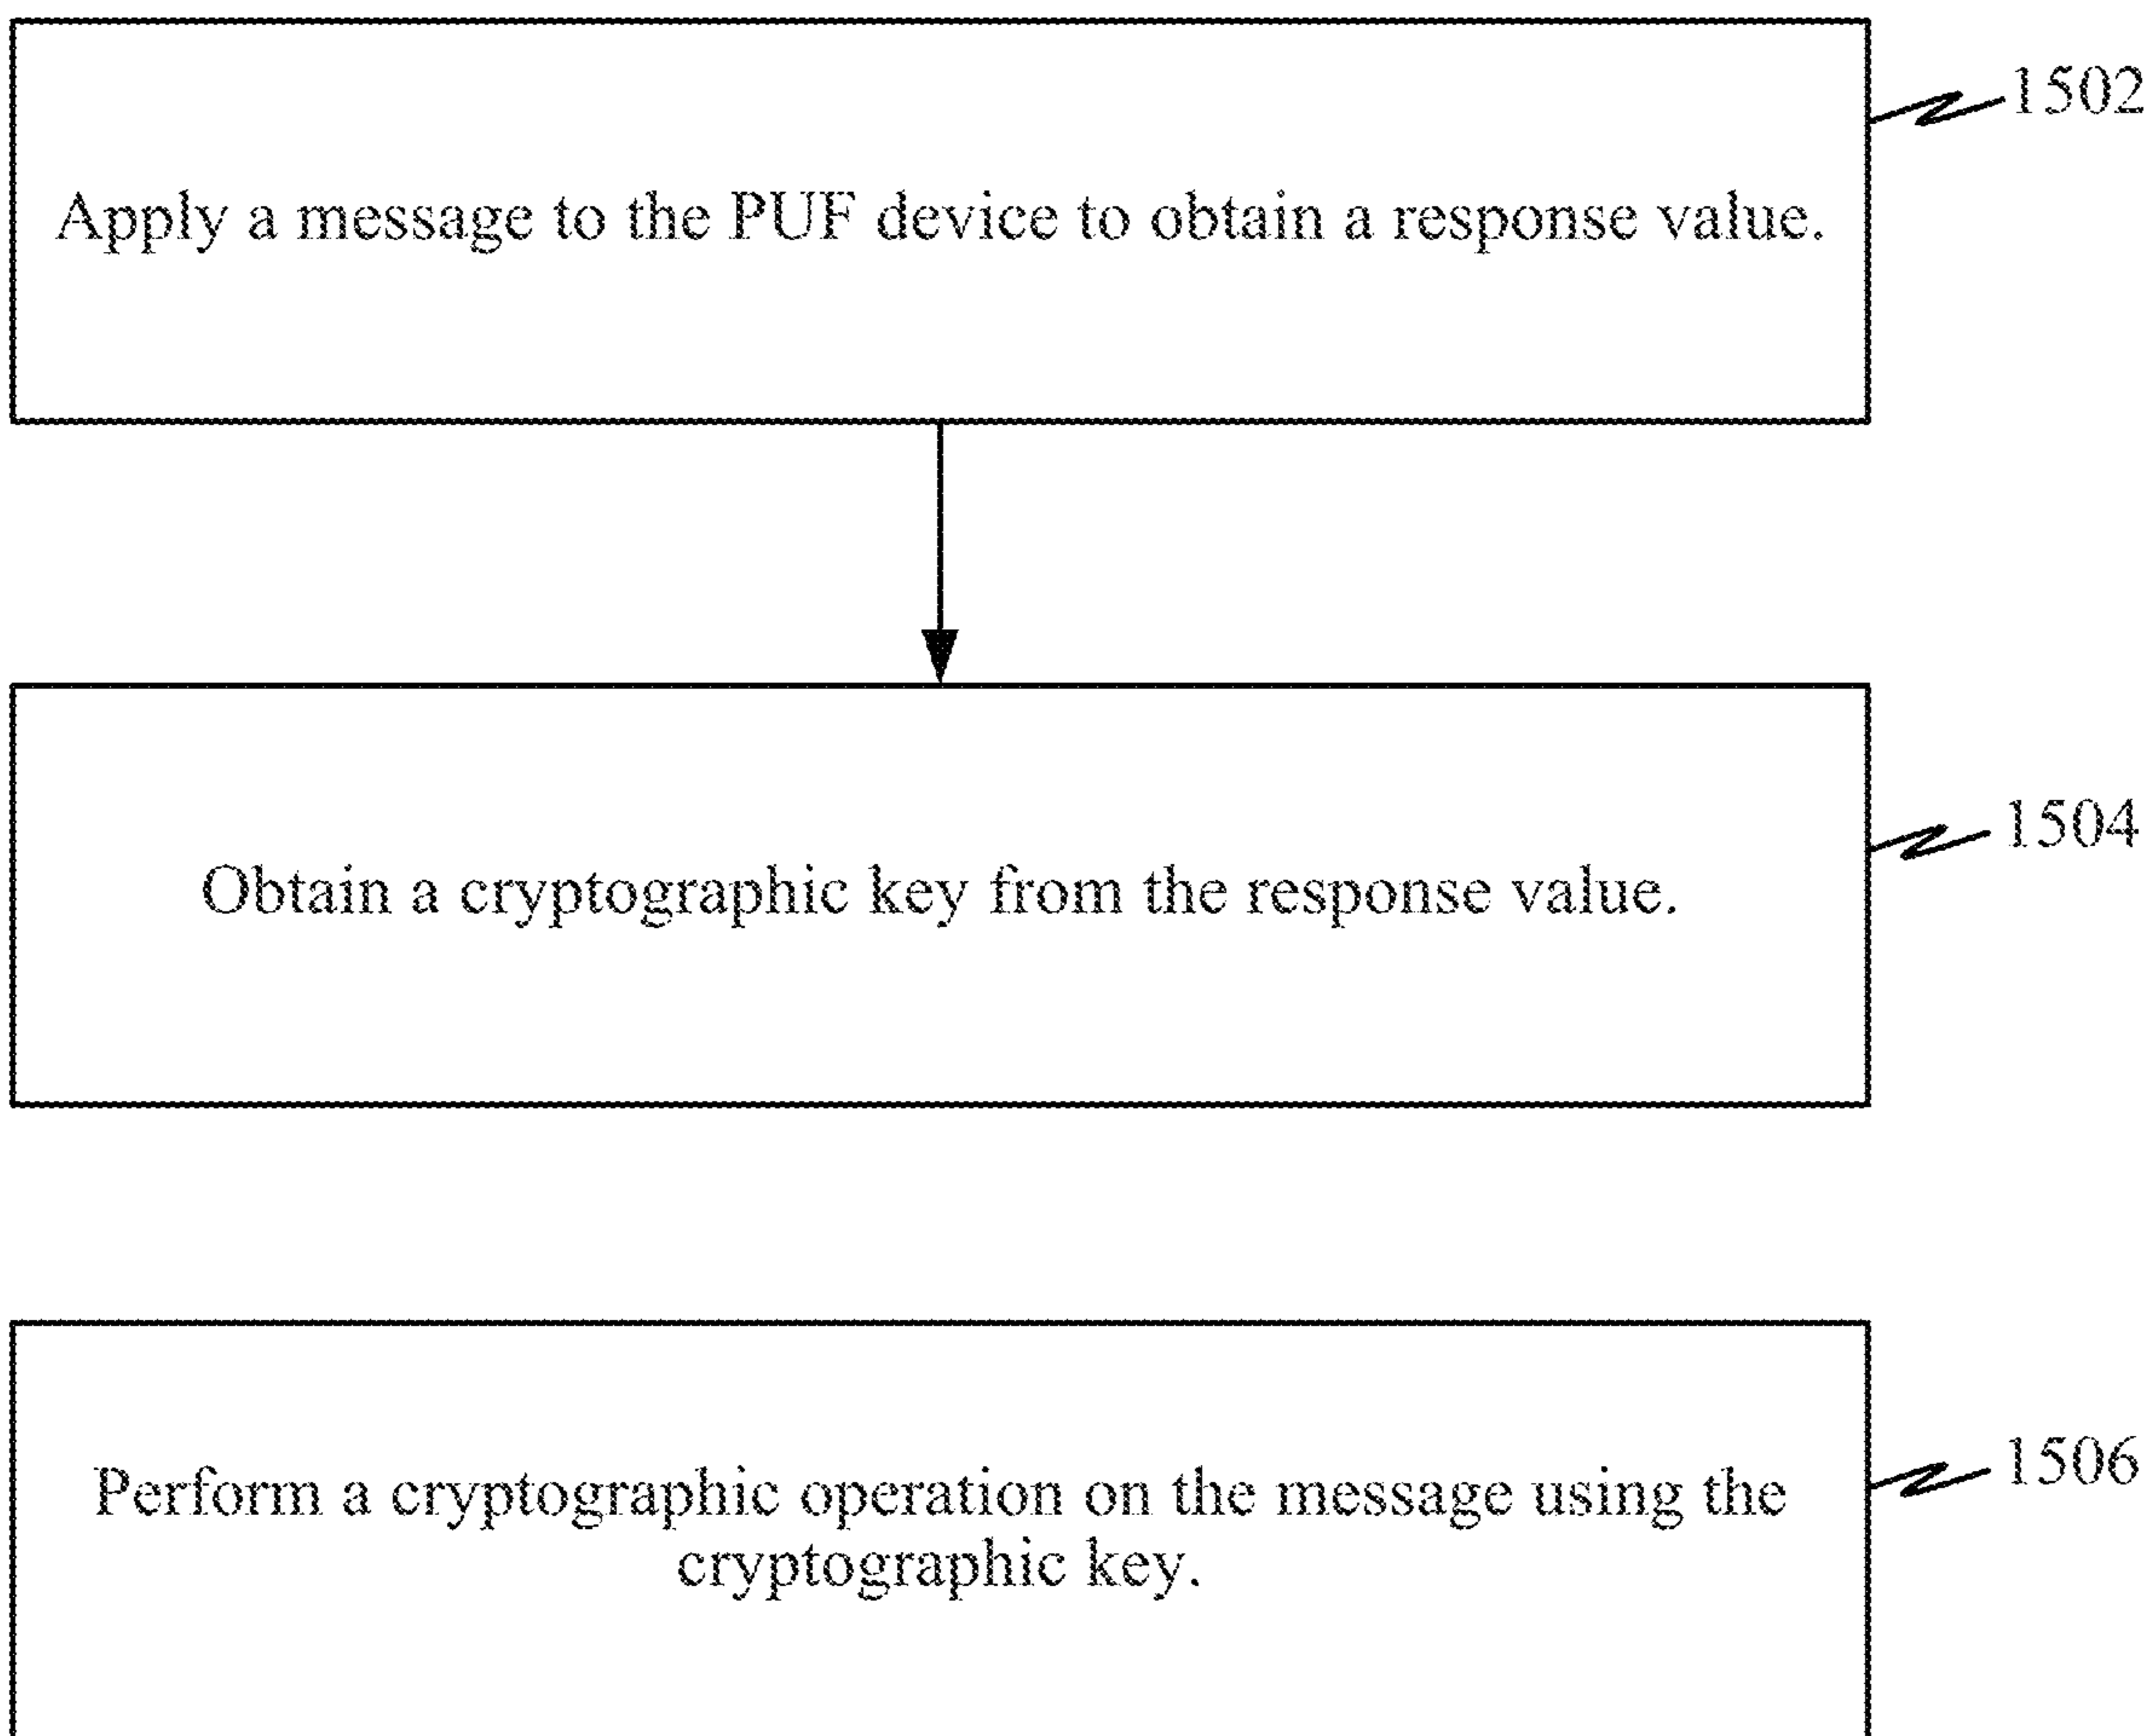 1502
Apply a message to the PUF device to obtain a response value.
1504
Obtain a cryptographic key from the response value.
1506
Perform a cryptographic operation on the message using the
cryptographic key.